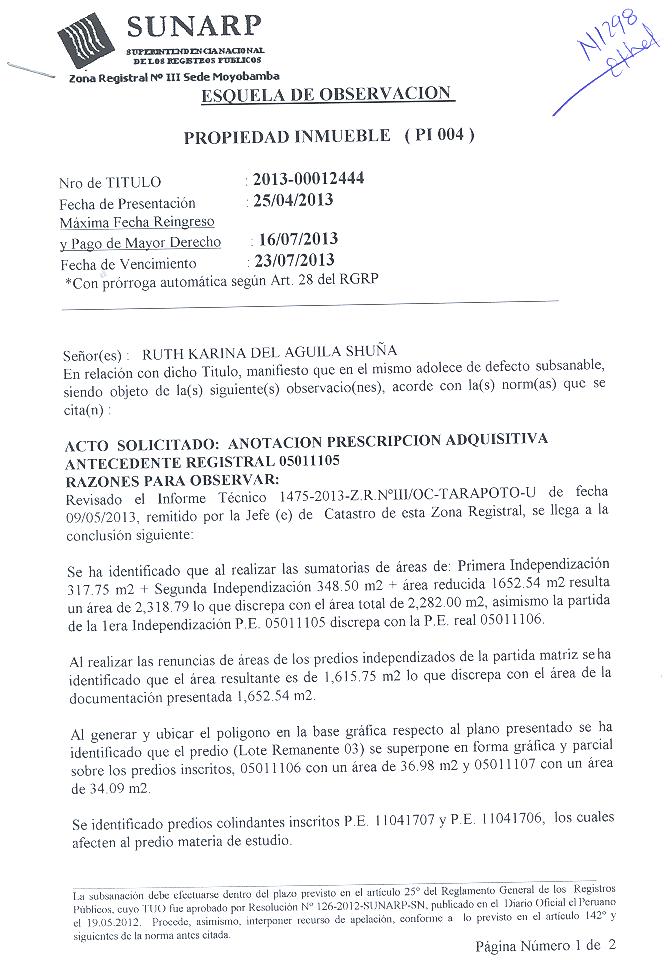 SUNARP
SUPERINTENDENCIA NACIONAL
DE LOS REGISTROS PUBLICOS
Zona Registral Nº III Sede Moyobamba
N1298
Ethel
ESQUELA DE OBSERVACION
PROPIEDAD INMUEBLE ( PI 004 )
Nro de TITULO : 2013-00012444
Fecha de Presentación : 25/04/2013
Máxima Fecha Reingreso
y Pago de Mayor Derecho : 16/07/2013
Fecha de Vencimiento : 23/07/2013
*Con prórroga automática según Art. 28 del RGRP
Señor(es) : RUTH KARINA DEL AGUILA SHUÑA
En relación con dicho Titulo, manifiesto que en el mismo adolece de defecto subsanable,
siendo objeto de la(s) siguiente(s) observacio(nes), acorde con la(s) norm(as) que se
cita(n) :
ACTO SOLICITADO: ANOTACION PRESCRIPCION ADQUISITIVA
ANTECEDENTE REGISTRAL 05011105
RAZONES PARA OBSERVAR:
Revisado el Informe Técnico 1475-2013-Z.R.NºIII/OC-TARAPOTO-U de fecha
09/05/2013, remitido por la Jefe (e) de Catastro de esta Zona Registral, se llega a la
conclusión siguiente:
Se ha identificado que al realizar las sumatorias de áreas de: Primera Independización
317.75 m2 + Segunda Independización 348.50 m2 + área reducida 1652.54 m2 resulta
un área de 2,318.79 lo que discrepa con el área total de 2,282.00 m2, asimismo la partida
de la 1era Independización P.E. 05011105 discrepa con la P.E. real 05011106.
Al realizar las renuncias de áreas de los predios independizados de la partida matriz se ha
identificado que el área resultante es de 1,615.75 m2 lo que discrepa con el área de la
documentación presentada 1,652.54 m2.
Al generar y ubicar el polígono en la base gráfica respecto al plano presentado se ha
identificado que el predio (Lote Remanente 03) se superpone en forma gráfica y parcial
sobre los predios inscritos, 05011106 con un área de 36.98 m2 y 05011107 con un área
de 34.09 m2.
Se identificado predios colindantes inscritos P.E. 11041707 y P.E. 11041706, los cuales
afecten al predio materia de estudio.
La subsanación debe efectuarse dentro del plazo previsto en el artículo 25º del Reglamento General de los Registros
Públicos, cuyo TUO fue aprobado por Resolución Nº 126-2012-SUNARP-SN, publicado en el Diario Oficial el Peruano
el 19.05.2012. Procede, asimismo, interponer recurso de apelación, conforme a lo previsto en el artículo 142º y
siguientes de la norma antes citada.
Página Número 1 de 2